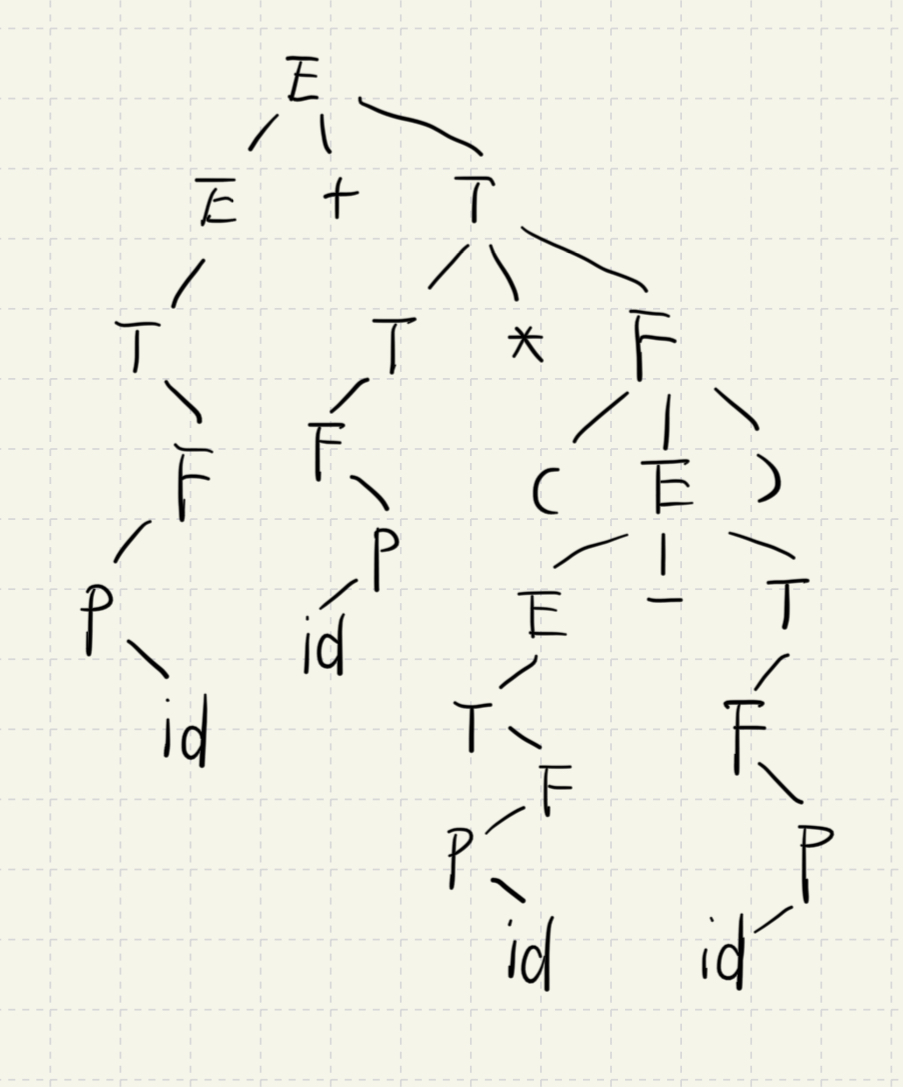 E
E + T
T T * F
F F ( E )
P P E - T
id id T F
F
P P
id id